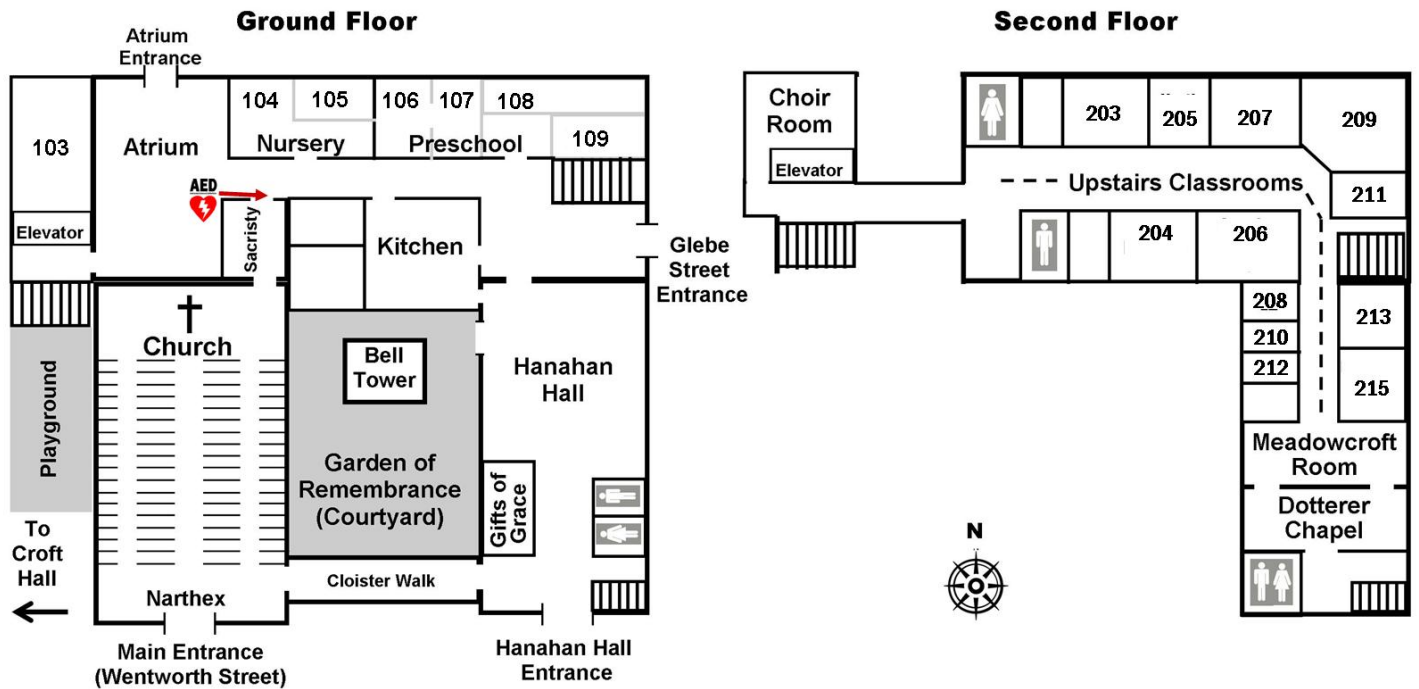 Ground Floor
Atrium
Entrance
103
Atrium
104
105
106
107
108
109
Nursery
Preschool
AED
Elevator
Sacristy
Kitchen
Glebe
Street
Entrance
Church
Bell
Tower
Hanahan
Hall
Playground
Garden of
Remembrance
(Courtyard)
Gifts of
Grace
To
Croft
Hall
Cloister Walk
Narthex
Main Entrance
(Wentworth Street)
Hanahan Hall
Entrance
Second Floor
Choir
Room
Elevator
203
205
207
209
Upstairs Classrooms
211
204
206
208
210
212
213
215
Meadowcroft
Room
Dotterer
Chapel
N